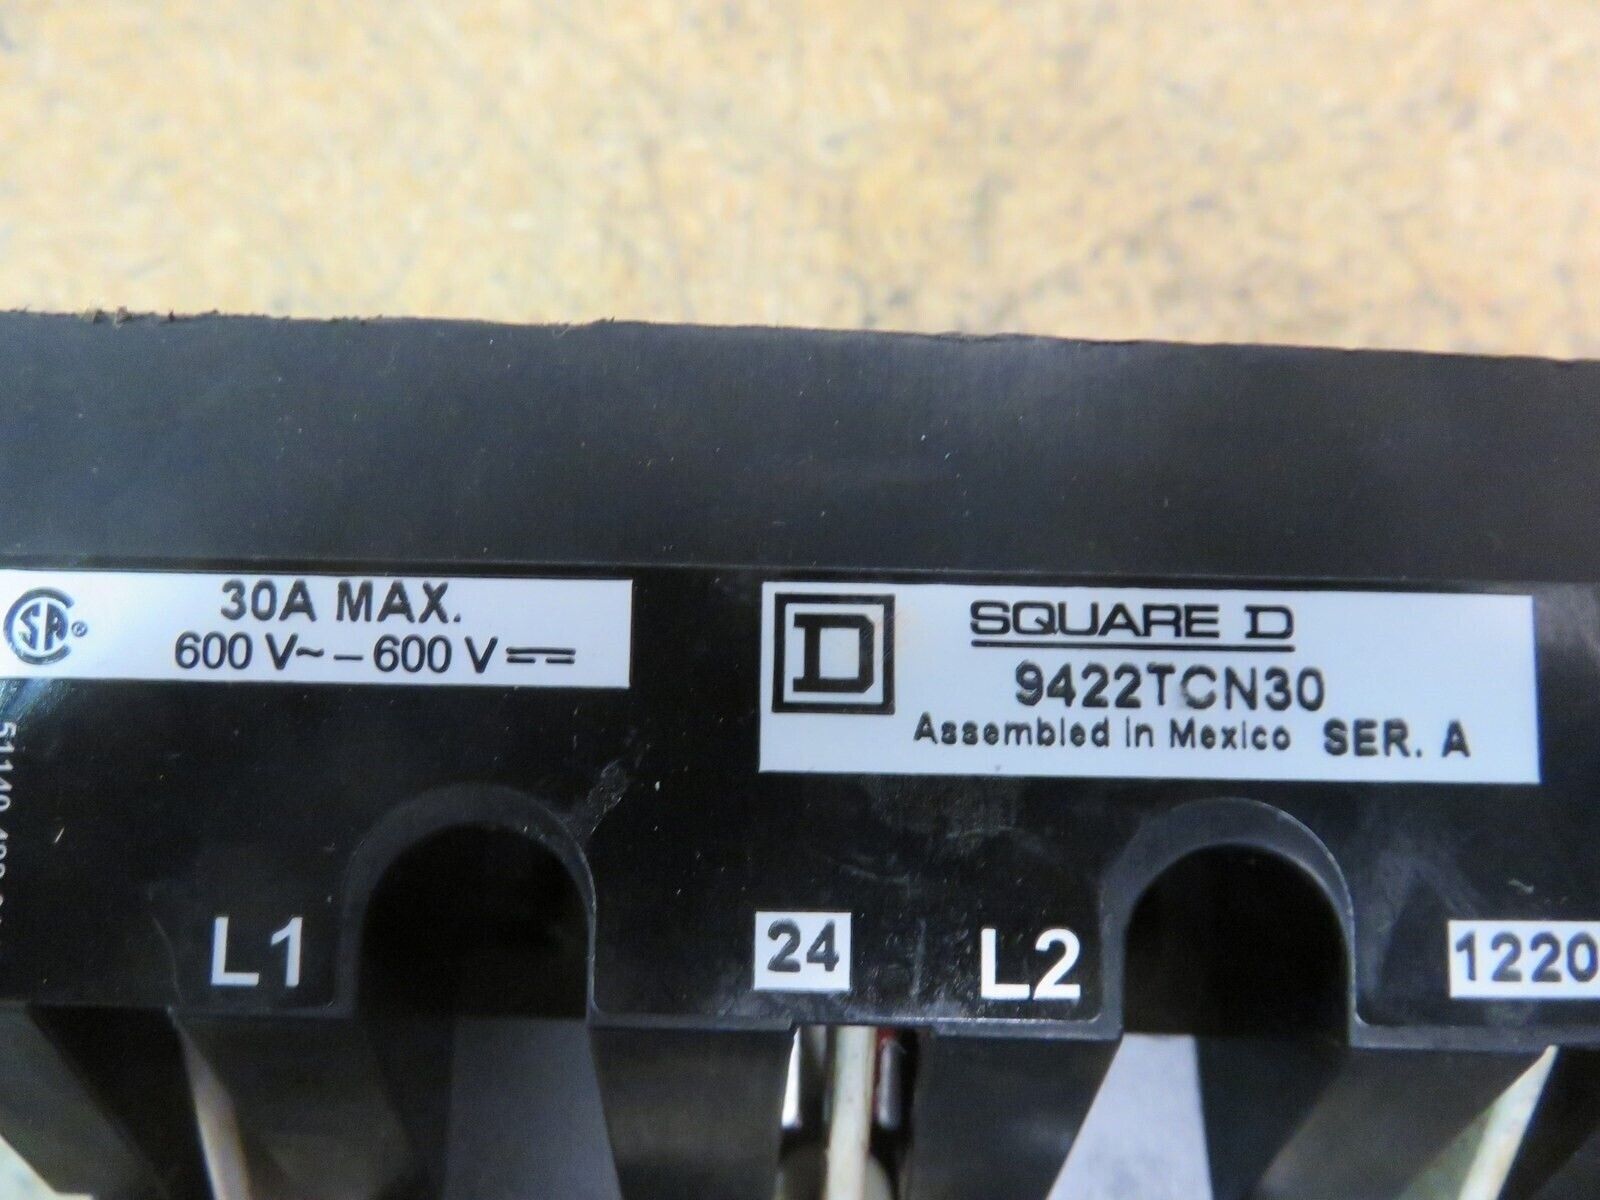 30A MAX.
600 V~ – 600 V⎓
SA®
D
SQUARE D
9422TCN30
Assembled in Mexico SER. A
L1
24
L2
1220